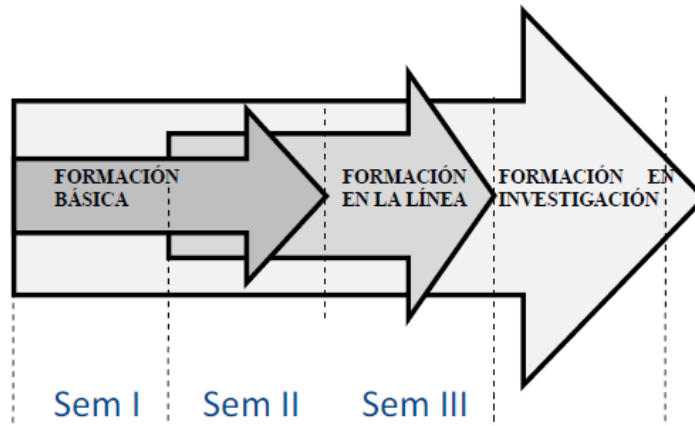 FORMACIÓN
BÁSICA
FORMACIÓN
EN LA LÍNEA
FORMACIÓN EN
INVESTIGACIÓN
Sem I
Sem II
Sem III